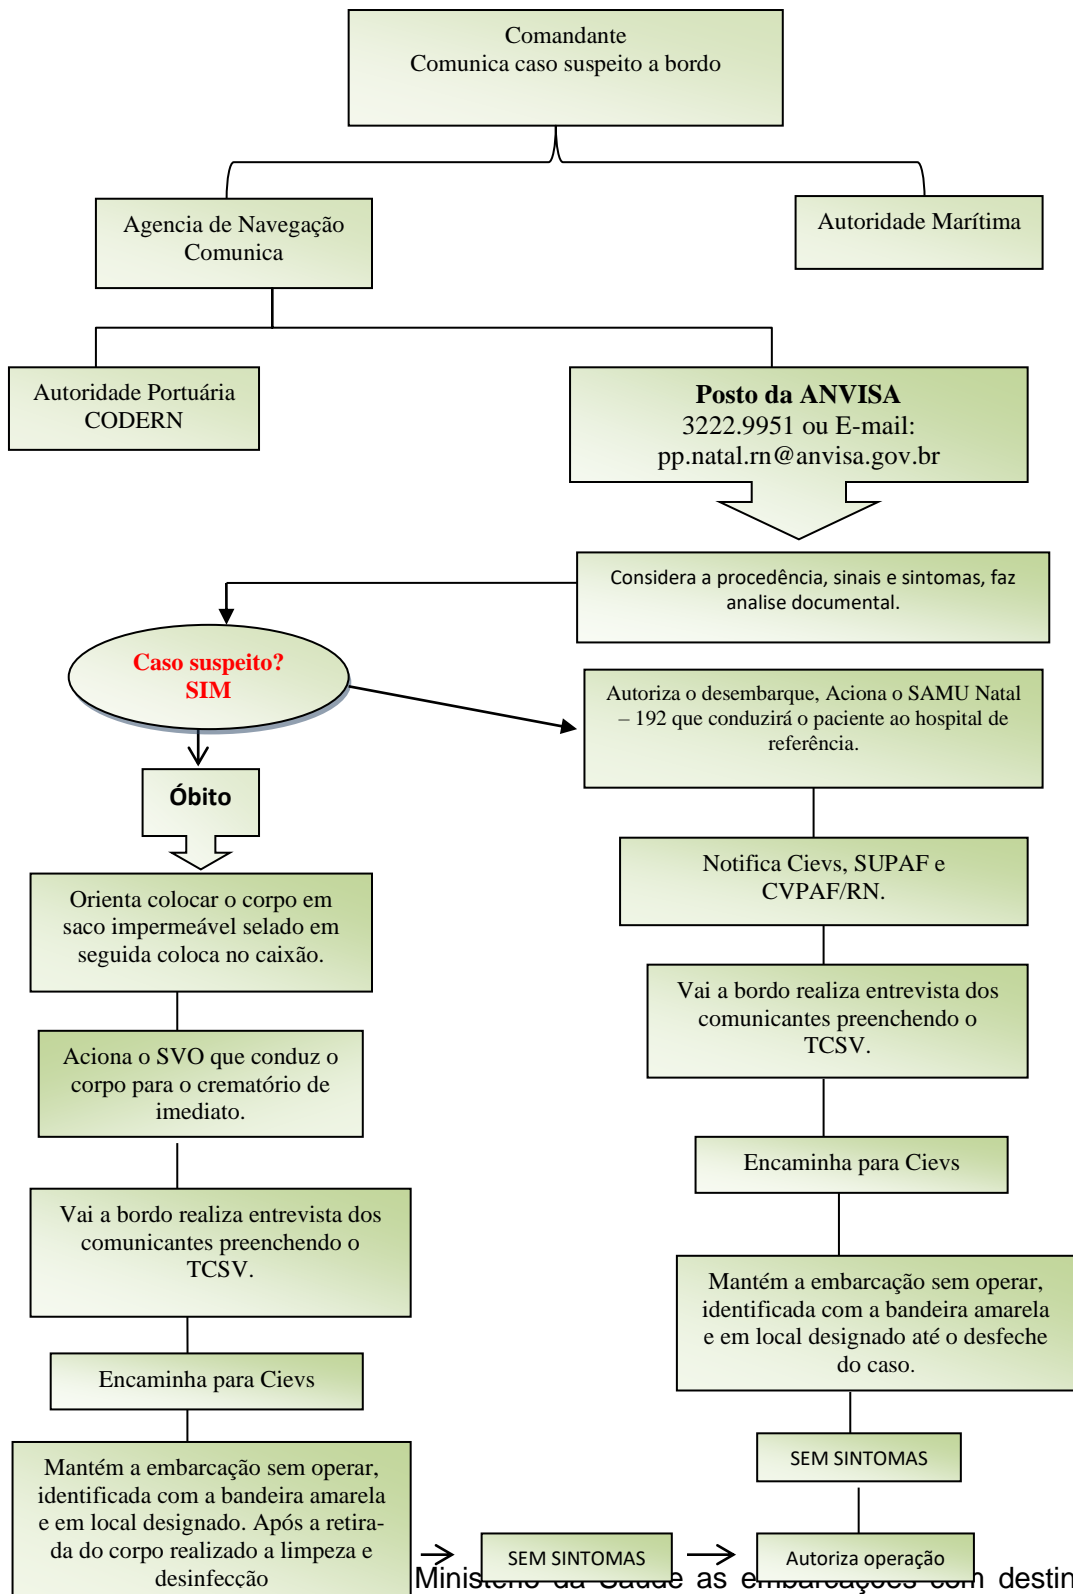 Comandante
Comunica caso suspeito a bordo
Agencia de Navegação
Comunica
Autoridade Marítima
Autoridade Portuária
CODERN
Posto da ANVISA
3222.9951 ou E-mail:
pp.natal.rn@anvisa.gov.br
Considera a procedência, sinais e sintomas, faz
analise documental.
Caso suspeito?
SIM
Autoriza o desembarque, Aciona o SAMU Natal
– 192 que conduzirá o paciente ao hospital de
referência.
Óbito
Notifica Cievs, SUPAF e
CVPAF/RN.
Orienta colocar o corpo em
saco impermeável selado em
seguida coloca no caixão.
Vai a bordo realiza entrevista dos
comunicantes preenchendo o
TCSV.
Aciona o SVO que conduz o
corpo para o crematório de
imediato.
Encaminha para Cievs
Vai a bordo realiza entrevista dos
comunicantes preenchendo o
TCSV.
Mantém a embarcação sem operar,
identificada com a bandeira amarela
e em local designado até o desfeche
do caso.
Encaminha para Cievs
SEM SINTOMAS
Mantém a embarcação sem operar,
identificada com a bandeira amarela
e em local designado. Após a retira-
da do corpo realizado a limpeza e
desinfecção
SEM SINTOMAS
Autoriza operação
Ministério da Saúde as embarcações com destin